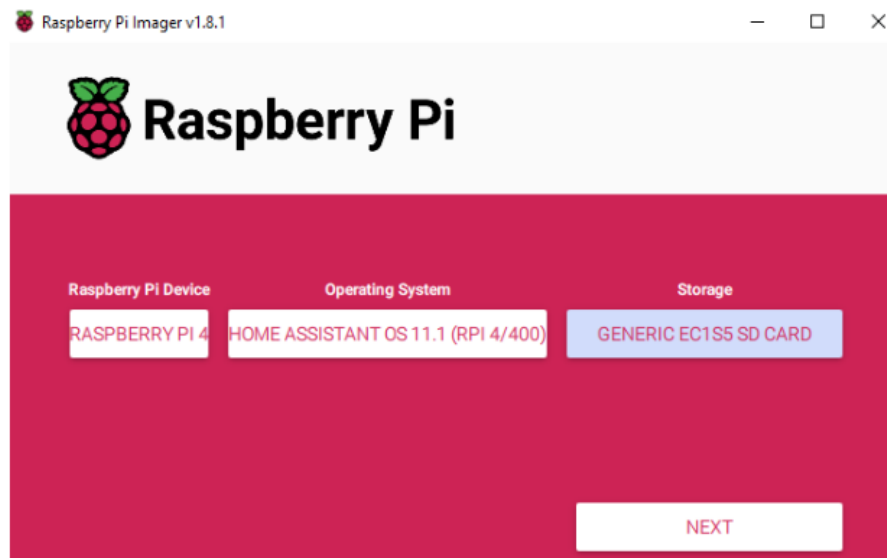 Raspberry Pi Imager v1.8.1
Raspberry Pi
Raspberry Pi Device Operating System Storage
RASPBERRY PI 4 HOME ASSISTANT OS 11.1 (RPI 4/400) GENERIC EC1S5 SD CARD
NEXT